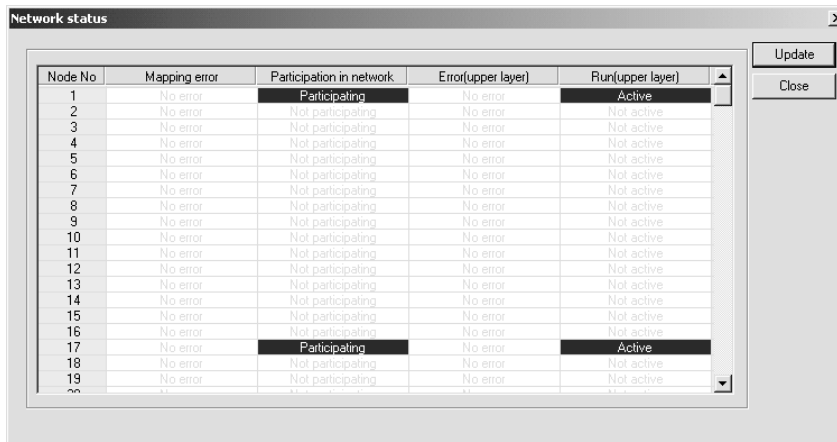 Network status
Update
Close
Node No Mapping error Participation in network Error(upper layer) Run(upper layer)
1 No error Participating No error Active
2 No error Not participating No error Not active
3 No error Not participating No error Not active
4 No error Not participating No error Not active
5 No error Not participating No error Not active
6 No error Not participating No error Not active
7 No error Not participating No error Not active
8 No error Not participating No error Not active
9 No error Not participating No error Not active
10 No error Not participating No error Not active
11 No error Not participating No error Not active
12 No error Not participating No error Not active
13 No error Not participating No error Not active
14 No error Not participating No error Not active
15 No error Not participating No error Not active
16 No error Not participating No error Not active
17 No error Participating No error Active
18 No error Not participating No error Not active
19 No error Not participating No error Not active